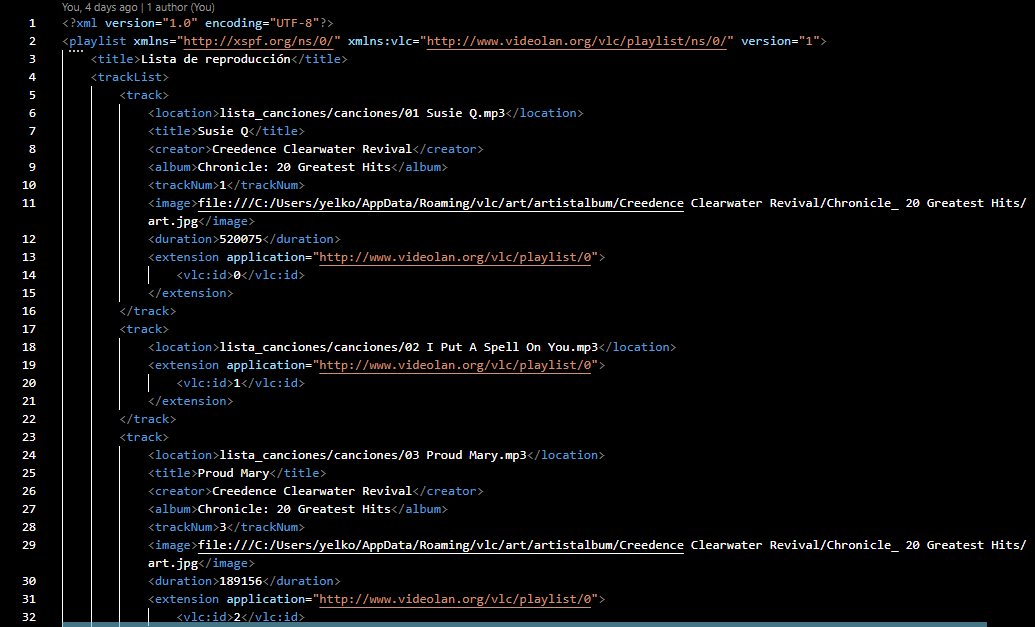 You, 4 days ago | 1 author (You)
1 <?xml version="1.0" encoding="UTF-8"?>
2 <playlist xmlns="http://xspf.org/ns/0/" xmlns:vlc="http://www.videolan.org/vlc/playlist/ns/0/" version="1">
3 <title>Lista de reproducción</title>
4 <trackList>
5 <track>
6 <location>lista_canciones/canciones/01 Susie Q.mp3</location>
7 <title>Susie Q</title>
8 <creator>Creedence Clearwater Revival</creator>
9 <album>Chronicle: 20 Greatest Hits</album>
10 <trackNum>1</trackNum>
11 <image>file:///C:/Users/yelko/AppData/Roaming/vlc/art/artistalbum/Creedence Clearwater Revival/Chronicle_ 20 Greatest Hits/
art.jpg</image>
12 <duration>520075</duration>
13 <extension application="http://www.videolan.org/vlc/playlist/0">
14 <vlc:id>0</vlc:id>
15 </extension>
16 </track>
17 <track>
18 <location>lista_canciones/canciones/02 I Put A Spell On You.mp3</location>
19 <extension application="http://www.videolan.org/vlc/playlist/0">
20 <vlc:id>1</vlc:id>
21 </extension>
22 </track>
23 <track>
24 <location>lista_canciones/canciones/03 Proud Mary.mp3</location>
25 <title>Proud Mary</title>
26 <creator>Creedence Clearwater Revival</creator>
27 <album>Chronicle: 20 Greatest Hits</album>
28 <trackNum>3</trackNum>
29 <image>file:///C:/Users/yelko/AppData/Roaming/vlc/art/artistalbum/Creedence Clearwater Revival/Chronicle_ 20 Greatest Hits/
art.jpg</image>
30 <duration>189156</duration>
31 <extension application="http://www.videolan.org/vlc/playlist/0">
32 <vlc:id>2</vlc:id>